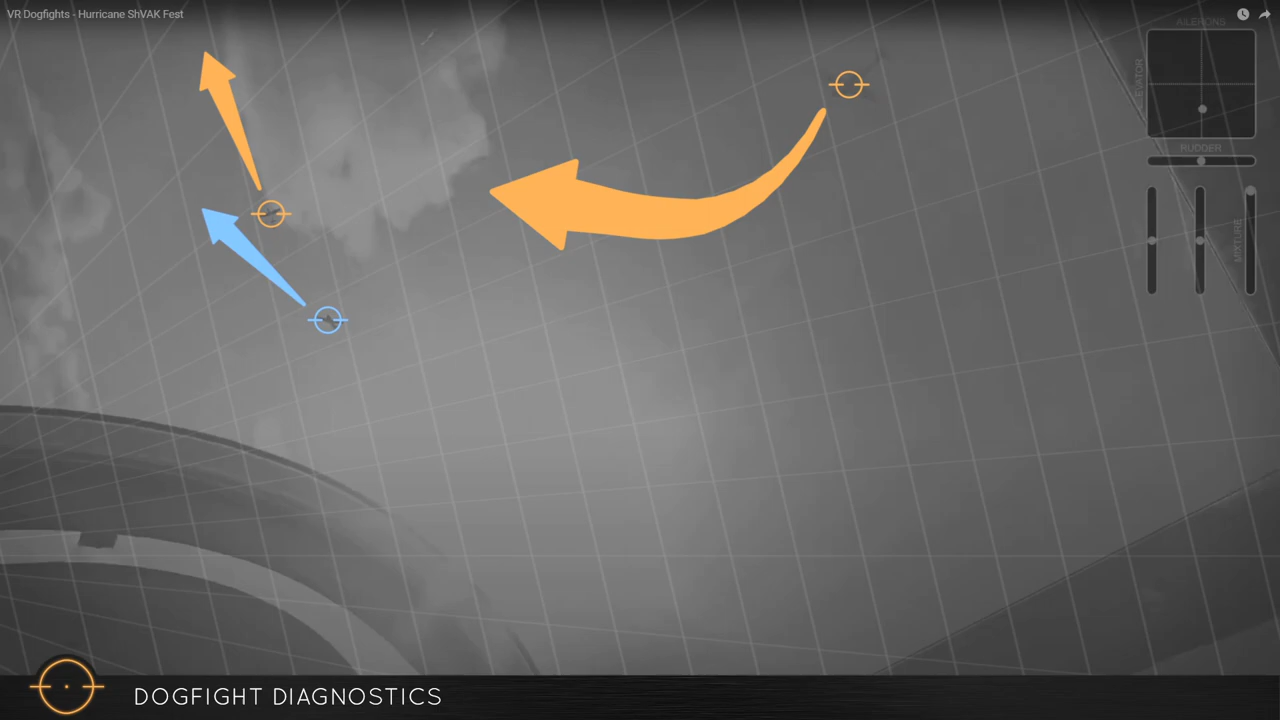 VR Dogfights - Hurricane ShVAK Fest
AILERONS
ELEVATOR
RUDDER
MIXTURE
DOGFIGHT DIAGNOSTICS